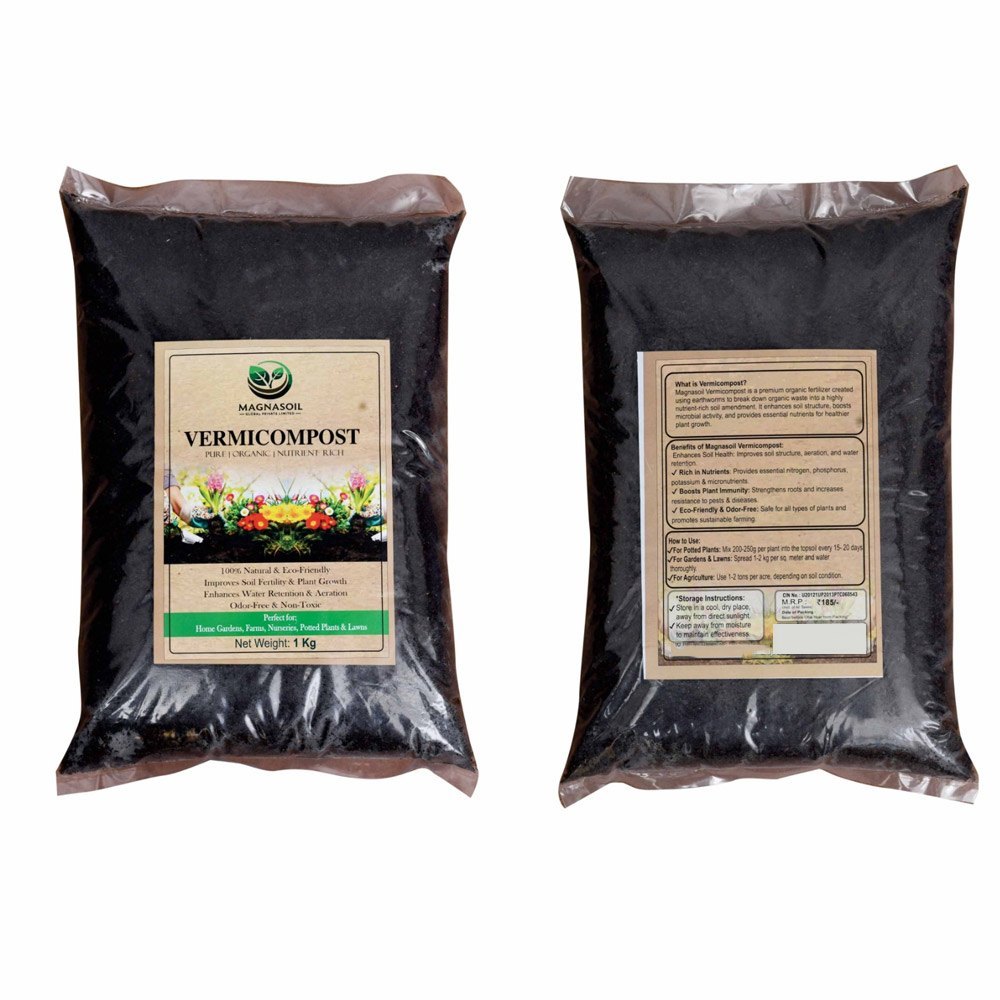 MAGNASOIL
GLOBAL PRIVATE LIMITED
VERMICOMPOST
PURE | ORGANIC | NUTRIENT RICH
100% Natural & Eco-Friendly
Improves Soil Fertility & Plant Growth
Enhances Water Retention & Aeration
Odor-Free & Non-Toxic
Perfect for:
Home Gardens, Farms, Nurseries, Potted Plants & Lawns
Net Weight: 1 Kg
What is Vermicompost?
Magnasoil Vermicompost is a premium organic fertilizer created
using earthworms to break down organic waste into a highly
nutrient-rich soil amendment. It enhances soil structure, boosts
microbial activity, and provides essential nutrients for healthier
plant growth.
Benefits of Magnasoil Vermicompost:
Enhances Soil Health: Improves soil structure, aeration, and water
retention.
✓ Rich in Nutrients: Provides essential nitrogen, phosphorus,
potassium & micronutrients.
✓ Boosts Plant Immunity: Strengthens roots and increases
resistance to pests & diseases.
✓ Eco-Friendly & Odor-Free: Safe for all types of plants and
promotes sustainable farming.
How to Use:
✓For Potted Plants: Mix 200-250g per plant into the topsoil every 15- 20 days
✓For Gardens & Lawns: Spread 1-2 kg per sq. meter and water
thoroughly.
✓For Agriculture: Use 1-2 tons per acre, depending on soil condition.
*Storage Instructions:
✓ Store in a cool, dry place,
away from direct sunlight.
✓ Keep away from moisture
to maintain effectiveness.
CIN No.:
M.R.P.: ₹185/-
Date of Packing